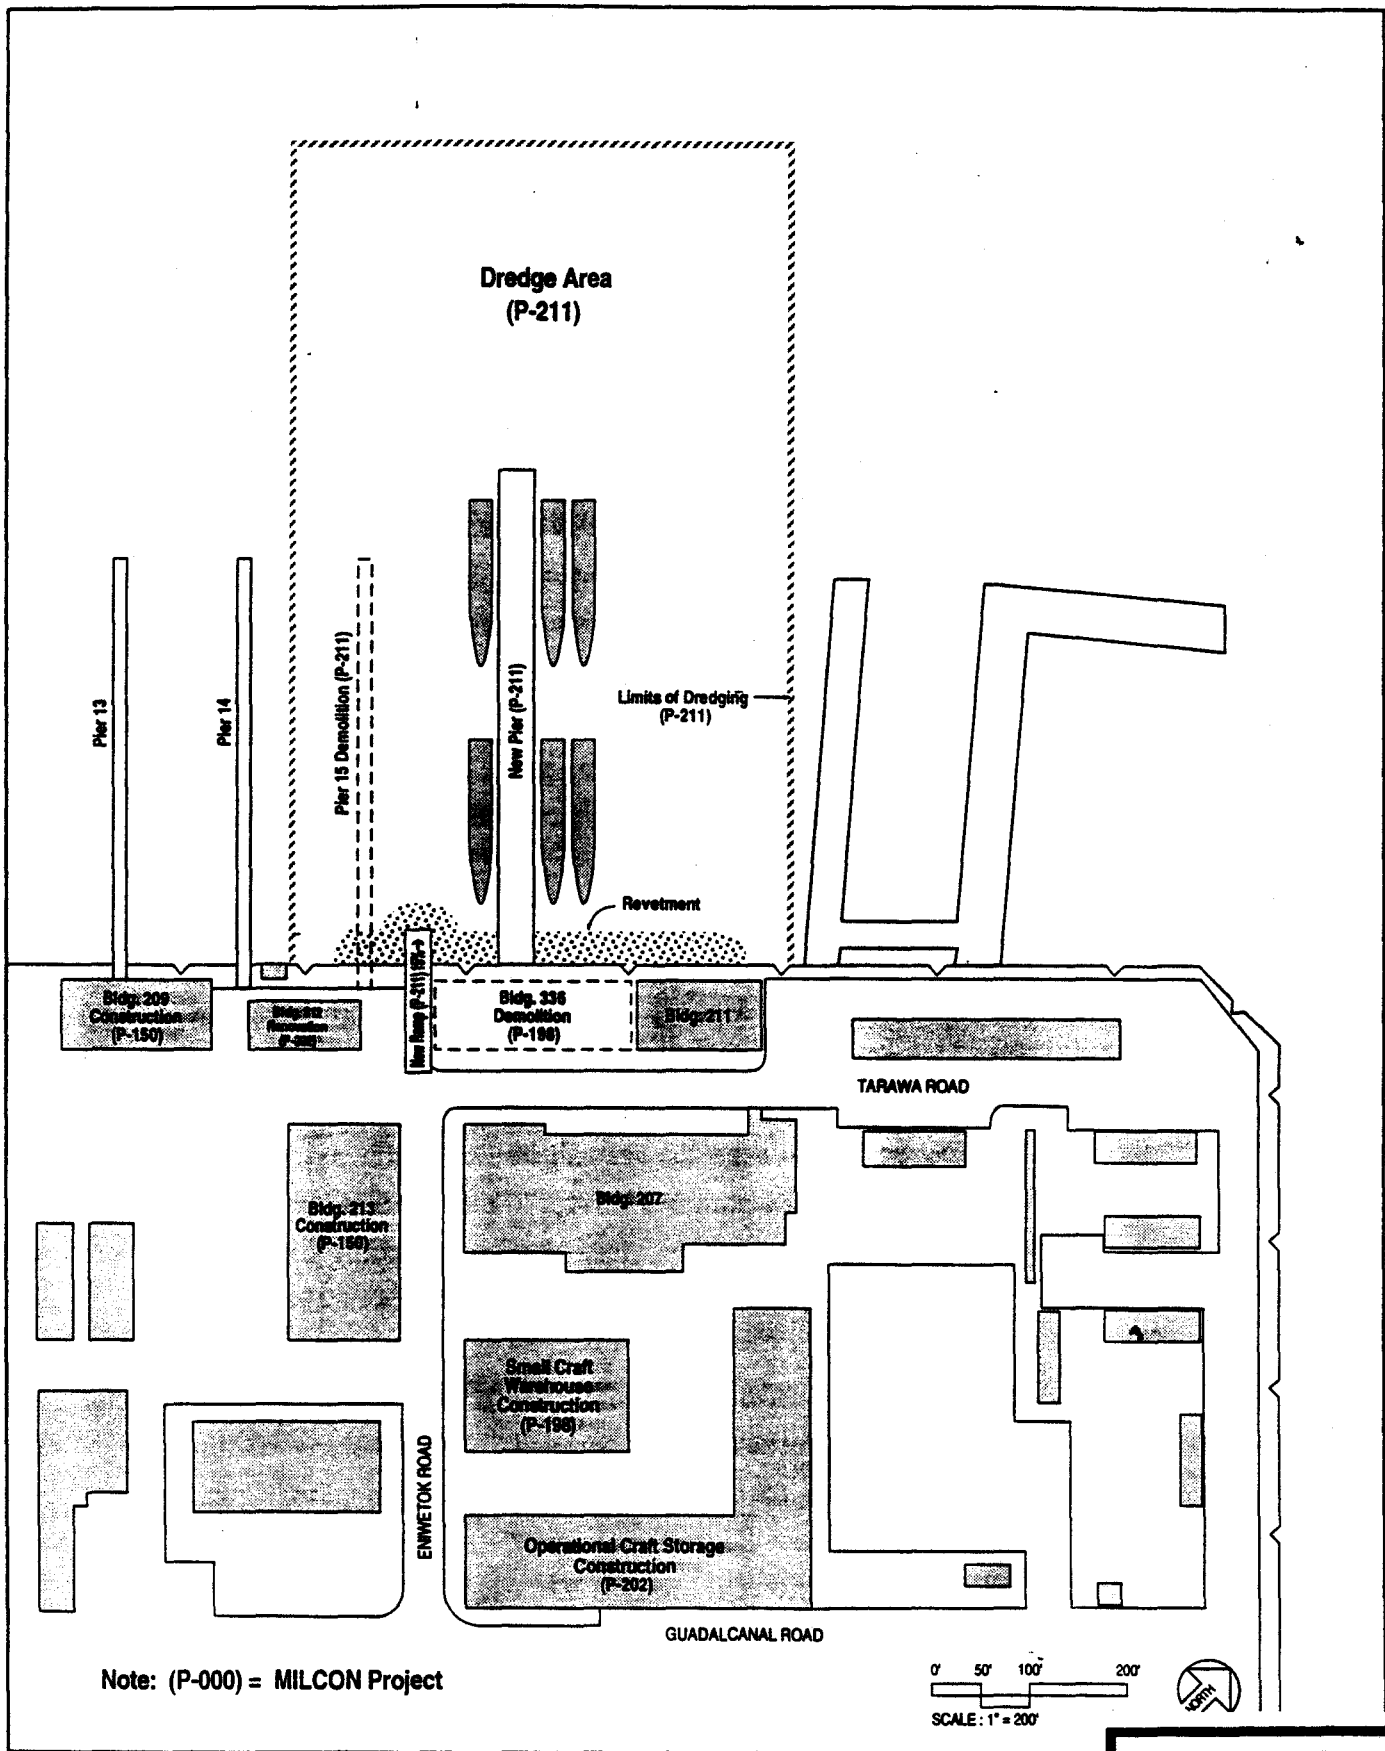 Dredge Area
(P-211)
Pier 13
Pier 14
Pier 15 Demolition (P-211)
New Pier (P-211)
Limits of Dredging
(P-211)
Revetment
New Ramp (P-211)
Bldg. 209
Construction
(P-150)
Renovation
Bldg. 336
Demolition
(P-198)
Bldg. 211
TARAWA ROAD
Bldg. 213
Construction
(P-150)
Bldg. 207
Small Craft
Warehouse
Construction
(P-198)
ENIWETOK ROAD
Operational Craft Storage
Construction
(P-202)
GUADALCANAL ROAD
Note: (P-000) = MILCON Project
0' 50' 100' 200'
SCALE : 1" = 200'
NORTH